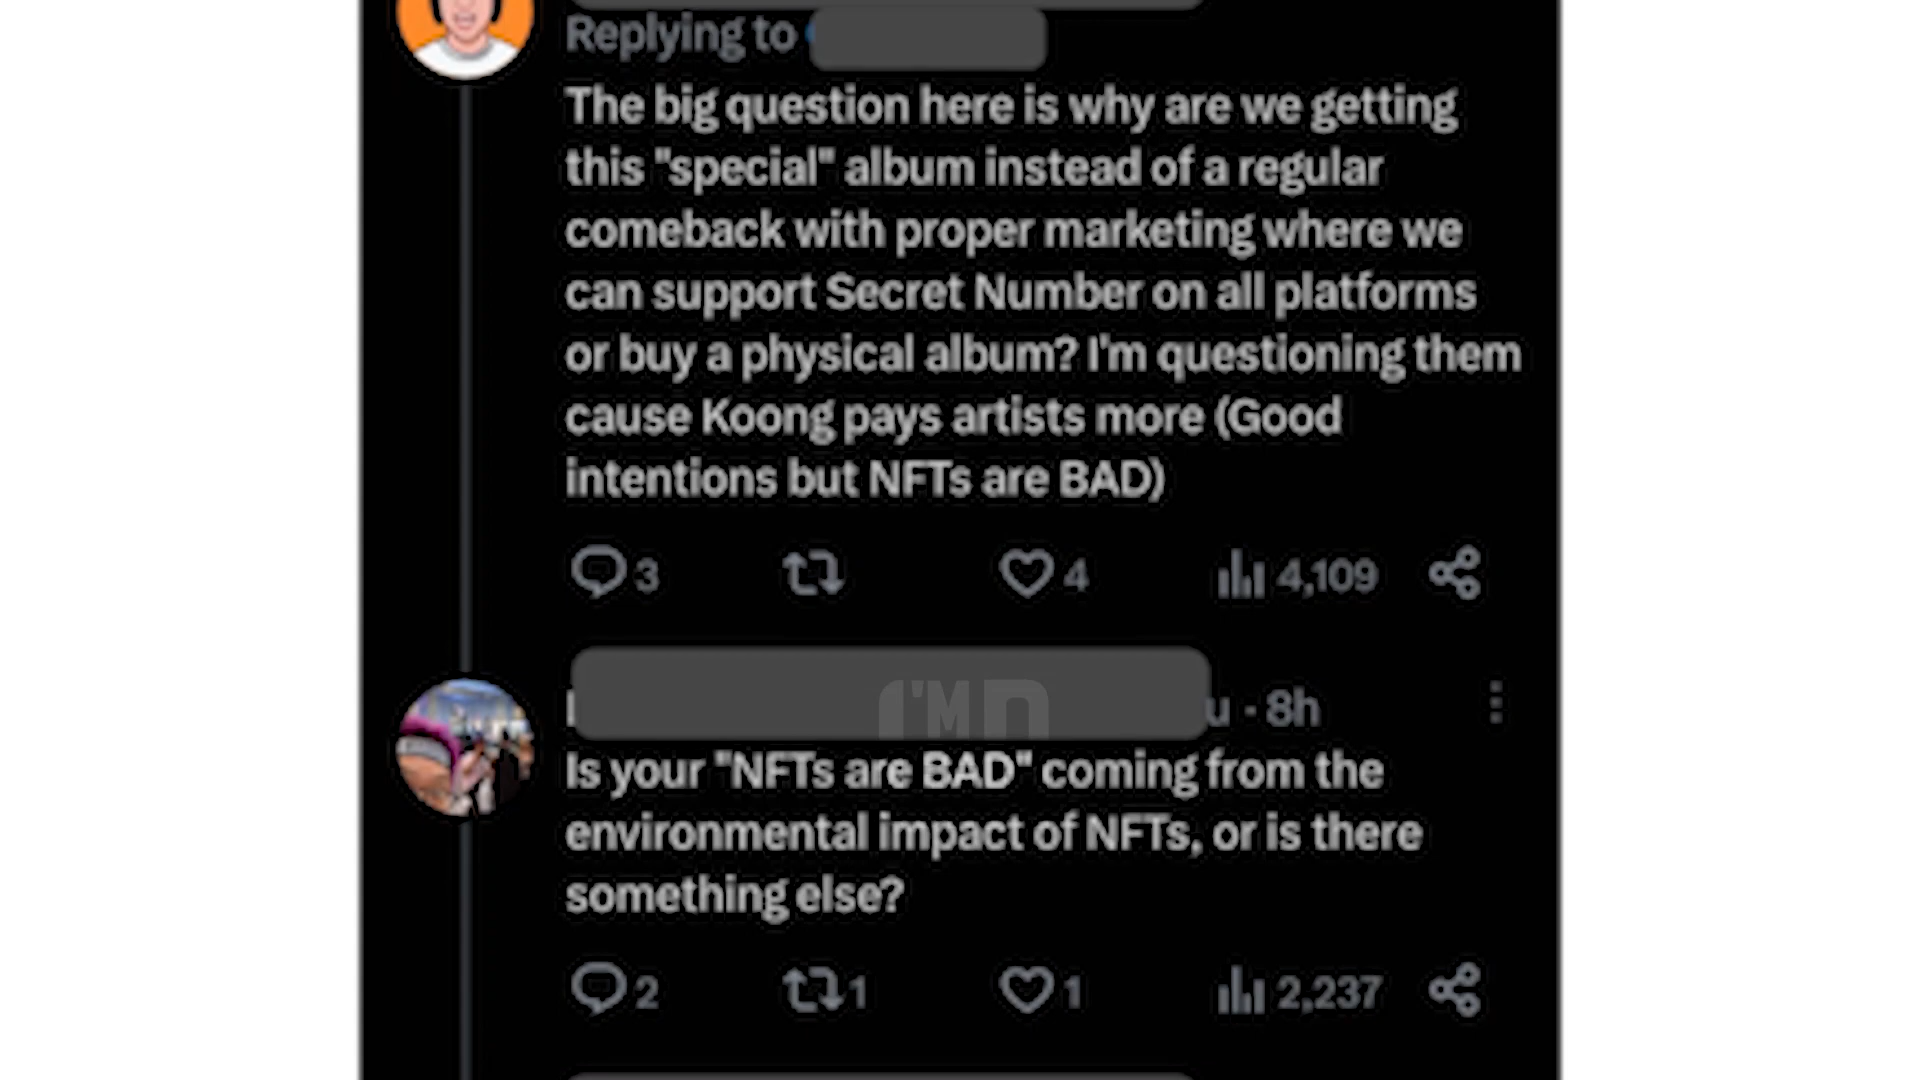 Replying to
The big question here is why are we getting
this "special" album instead of a regular
comeback with proper marketing where we
can support Secret Number on all platforms
or buy a physical album? I'm questioning them
cause Koong pays artists more (Good
intentions but NFTs are BAD)
3 4 4,109
u · 8h
I'M
Is your "NFTs are BAD" coming from the
environmental impact of NFTs, or is there
something else?
2 1 1 2,237